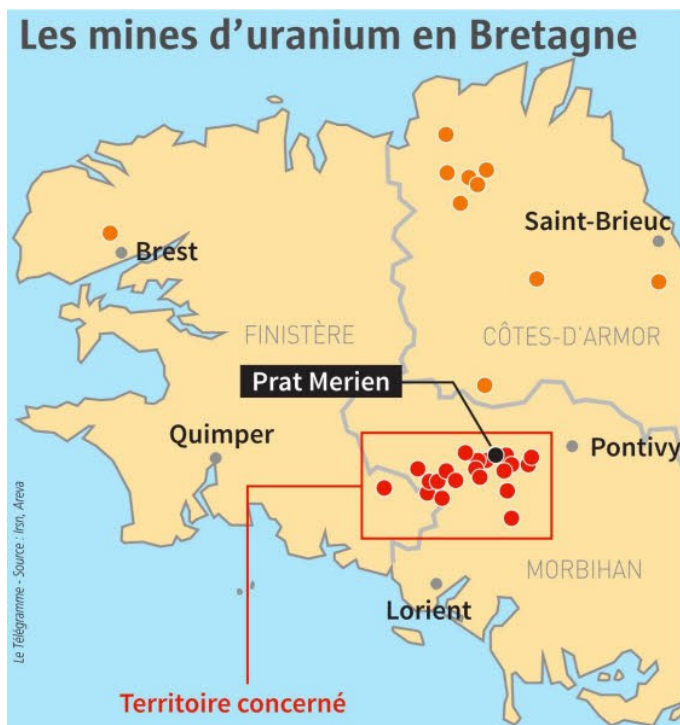 Les mines d'uranium en Bretagne
Saint-Brieuc
Brest
FINISTÈRE
CÔTES-D'ARMOR
Prat Merien
Quimper
Pontivy
MORBIHAN
Lorient
Territoire concerné
Le Télégramme - Source : Irsn, Areva